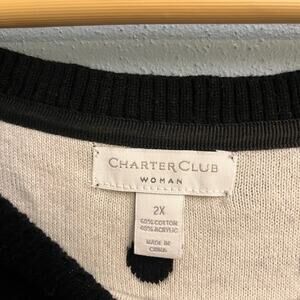 CHARTER CLUB
WOMAN
2X
60% COTTON
40% ACRYLIC
MADE IN
CHINA